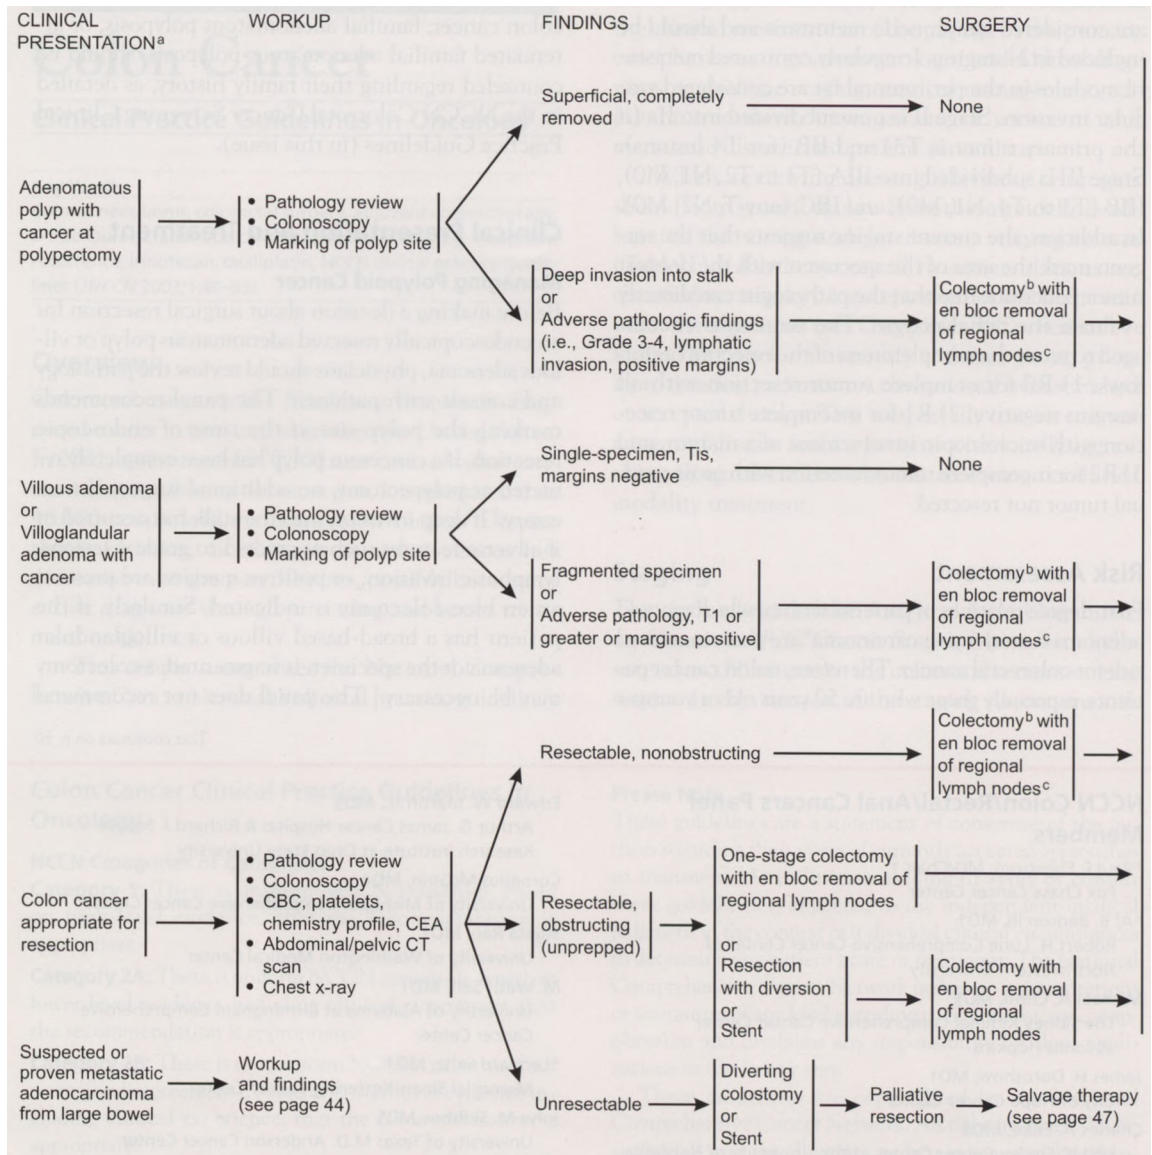 CLINICAL
PRESENTATIONa
WORKUP
FINDINGS
SURGERY
Adenomatous
polyp with
cancer at
polypectomy
• Pathology review
• Colonoscopy
• Marking of polyp site
Superficial, completely
removed
None
Deep invasion into stalk
or
Adverse pathologic findings
(i.e., Grade 3-4, lymphatic
invasion, positive margins)
Colectomyb with
en bloc removal
of regional
lymph nodesc
Villous adenoma
or
Villoglandular
adenoma with
cancer
• Pathology review
• Colonoscopy
• Marking of polyp site
Single-specimen, Tis,
margins negative
None
Fragmented specimen
or
Adverse pathology, T1 or
greater or margins positive
Colectomyb with
en bloc removal
of regional
lymph nodesc
Colon cancer
appropriate for
resection
• Pathology review
• Colonoscopy
• CBC, platelets,
chemistry profile, CEA
• Abdominal/pelvic CT
scan
• Chest x-ray
Resectable, nonobstructing
Colectomyb with
en bloc removal
of regional
lymph nodesc
Resectable,
obstructing
(unprepped)
One-stage colectomy
with en bloc removal of
regional lymph nodes
or
Resection
with diversion
or
Stent
Colectomy with
en bloc removal
of regional
lymph nodes
Unresectable
Diverting
colostomy
or
Stent
Palliative
resection
Salvage therapy
(see page 47)
Suspected or
proven metastatic
adenocarcinoma
from large bowel
Workup
and findings
(see page 44)